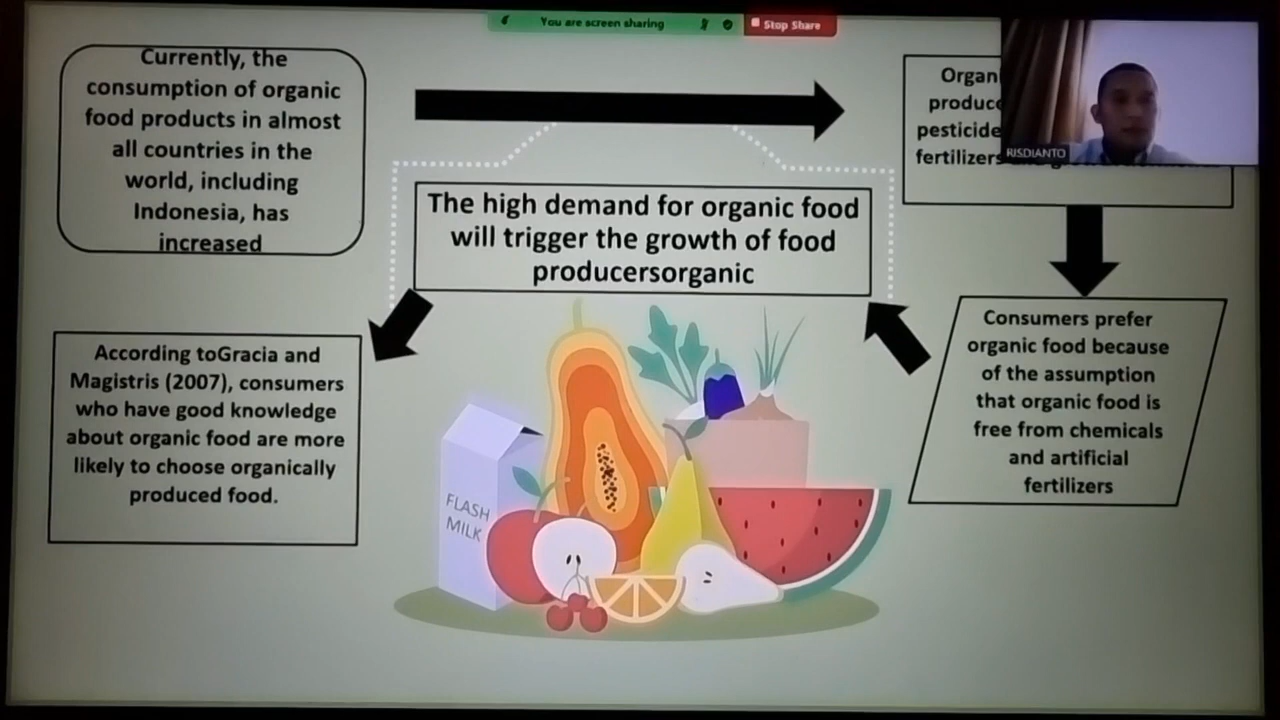 You are screen sharing
Stop Share
Currently, the
consumption of organic
food products in almost
all countries in the
world, including
Indonesia, has
increased
Organ
produc
pesticide
fertilizers
RISDIANTO
The high demand for organic food
will trigger the growth of food
producersorganic
Consumers prefer
organic food because
of the assumption
that organic food is
free from chemicals
and artificial
fertilizers
According toGracia and
Magistris (2007), consumers
who have good knowledge
about organic food are more
likely to choose organically
produced food.
FLASH
MILK